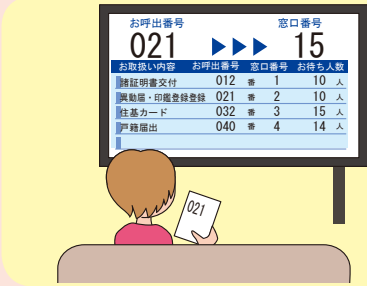 お呼出番号 窓口番号
021 ▶▶▶ 15
お取扱い内容 お呼出番号 窓口番号 お待ち人数
諸証明書交付 012 番 1 10 人
異動届・印鑑登録登録 021 番 2 10 人
住基カード 032 番 3 15 人
戸籍届出 040 番 4 14 人
021